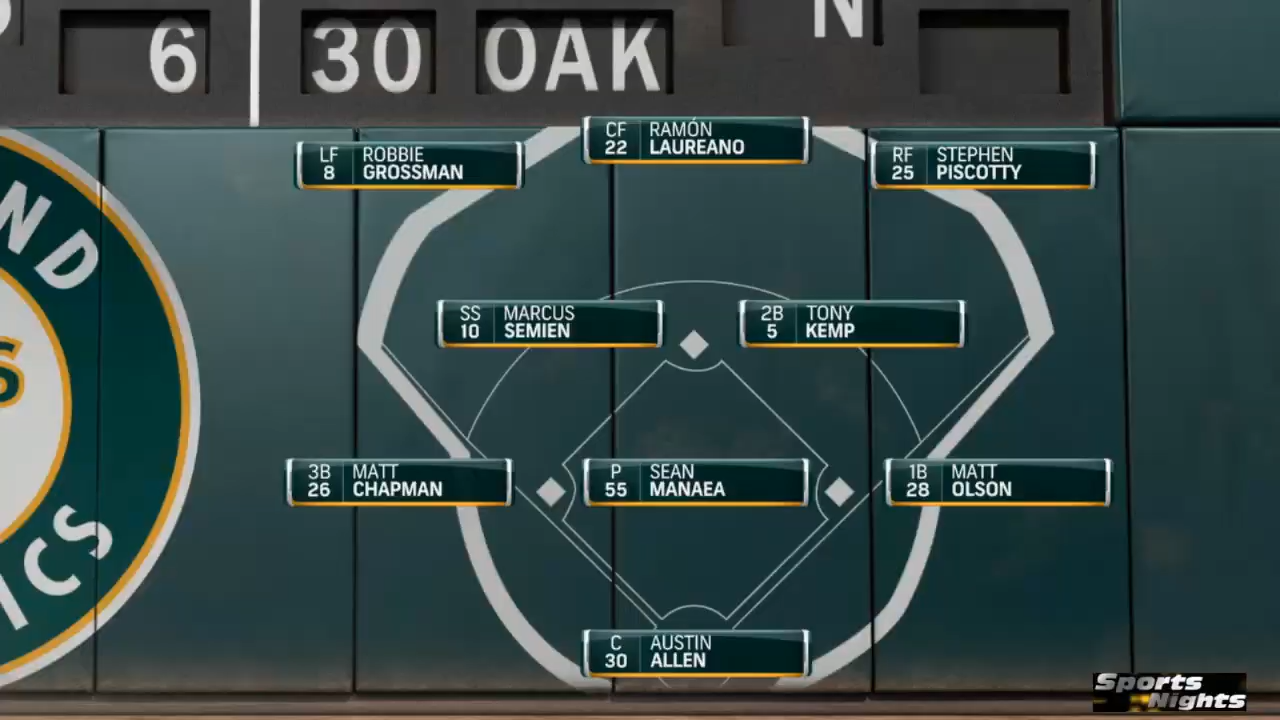 6 30 OAK N
CF RAMÓN
22 LAUREANO
LF ROBBIE
8 GROSSMAN
RF STEPHEN
25 PISCOTTY
ND
SS MARCUS
10 SEMIEN
2B TONY
5 KEMP
S
3B MATT
26 CHAPMAN
P SEAN
55 MANAEA
1B MATT
28 OLSON
ICS
C AUSTIN
30 ALLEN
Sports
Nights